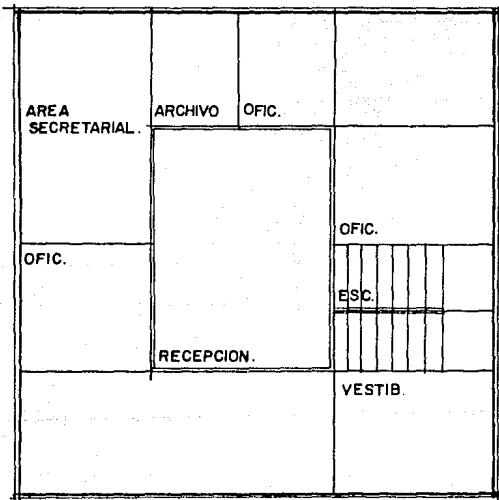 AREA
SECRETARIAL.
ARCHIVO
OFIC.
OFIC.
OFIC.
ESC.
RECEPCION.
VESTIB.